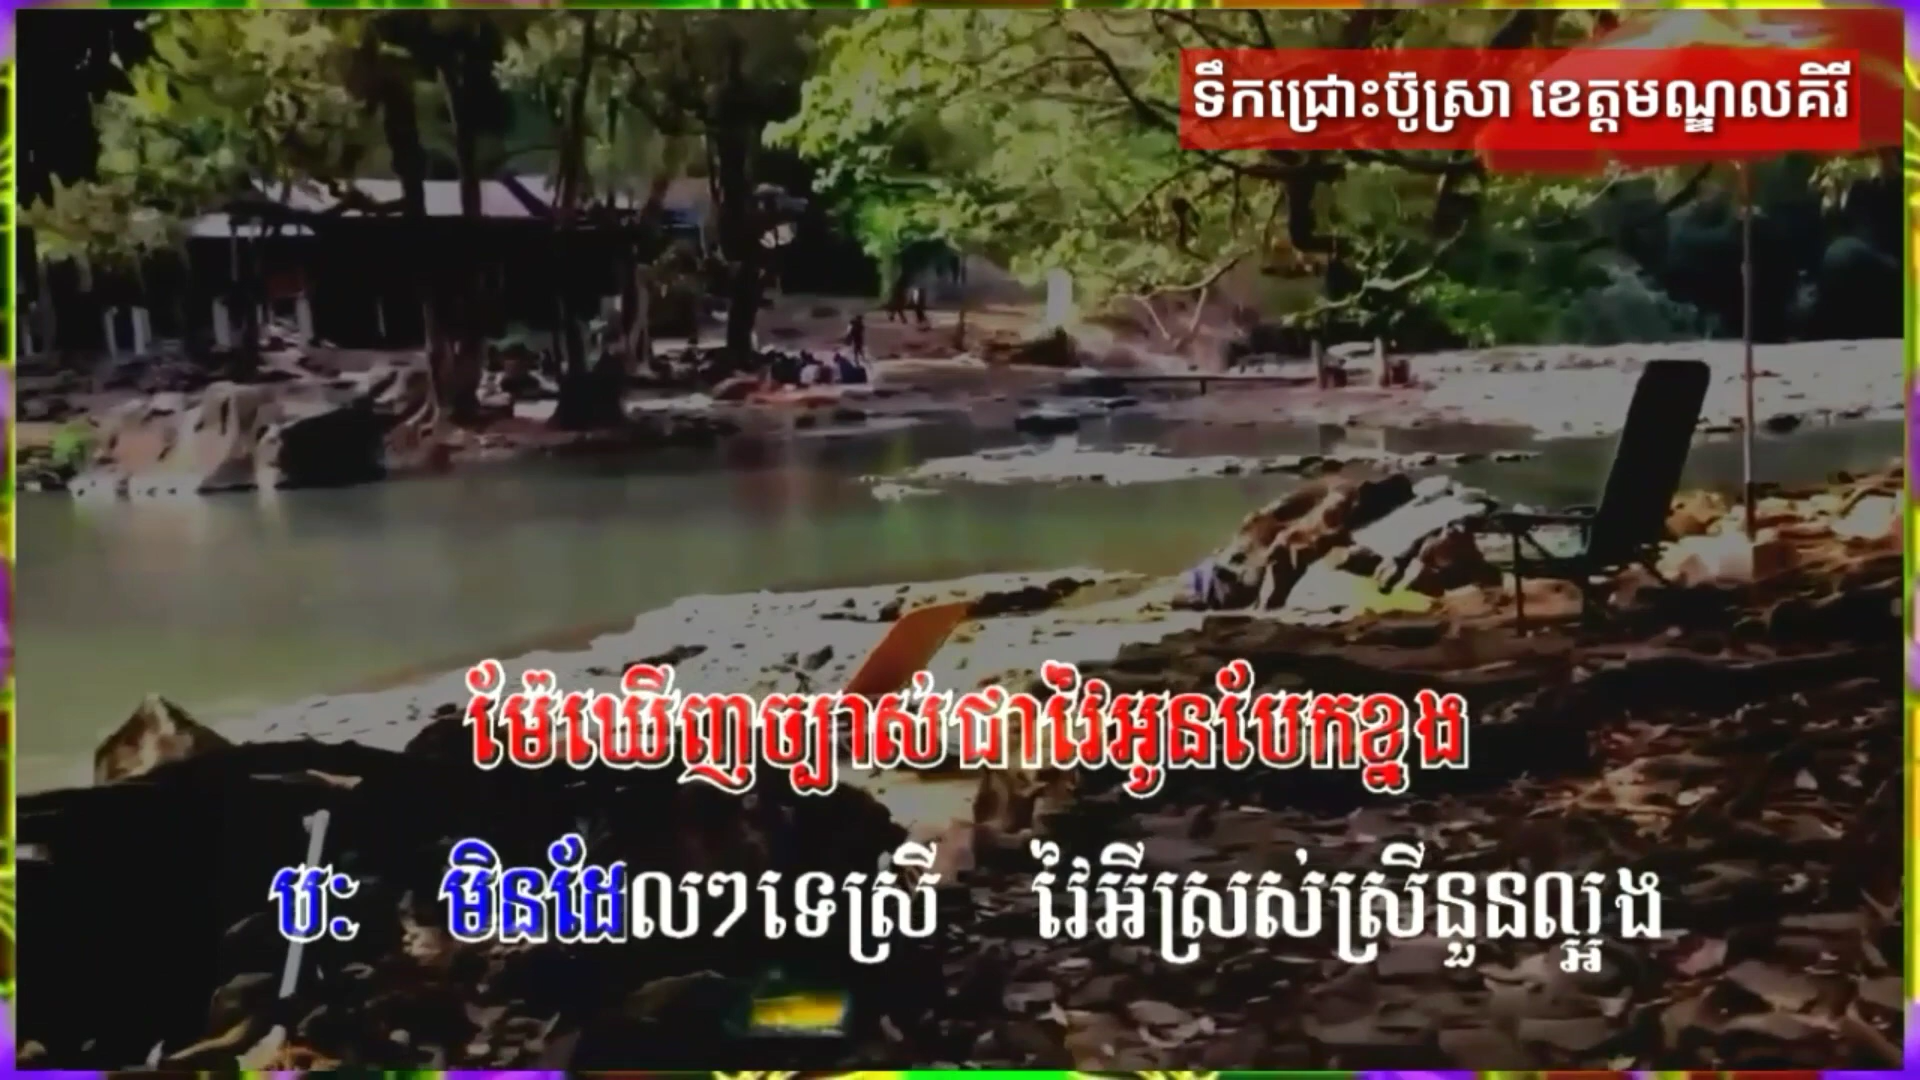 ទឹកជ្រោះប៊ូស្រា ខេត្តមណ្ឌលគិរី
ម៉ែឃើញច្បាស់ជាវៃអូនបែកខ្នង
បះ មិនដែលៗទេស្រី វៃអីស្រស់ស្រីនួនល្អង